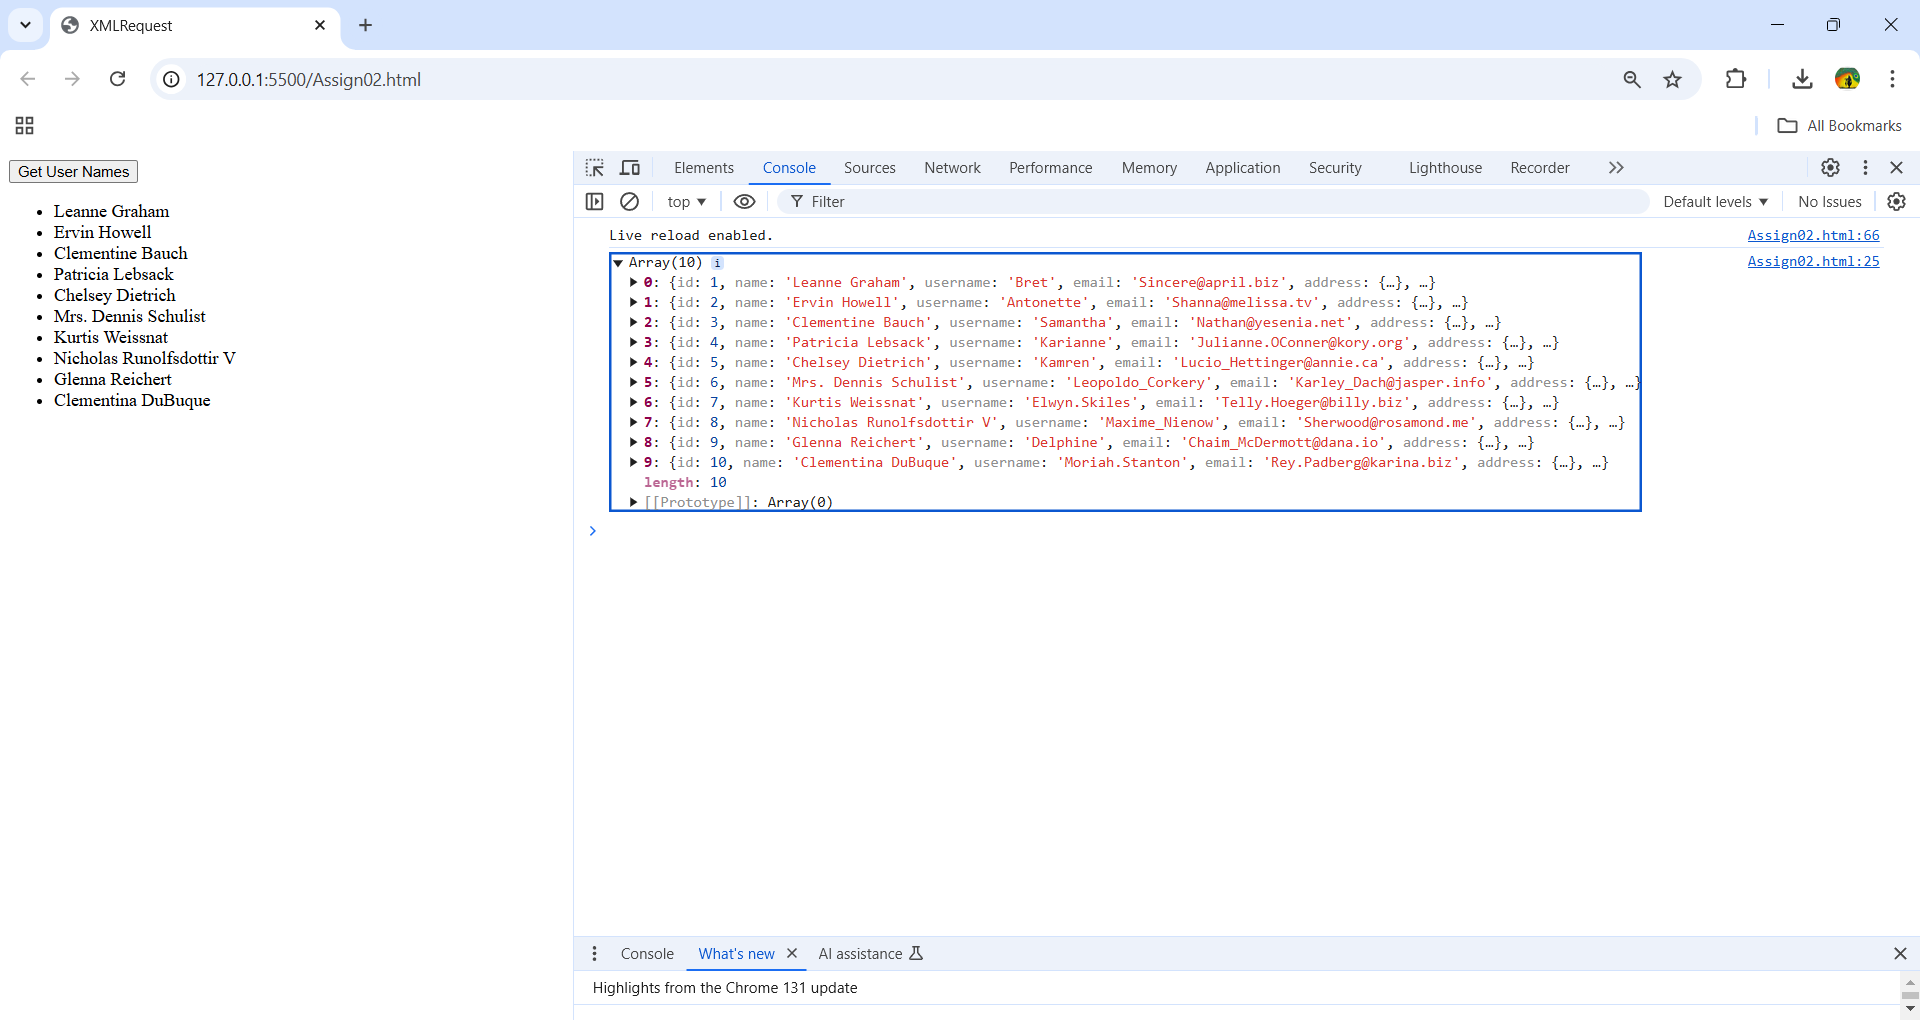 XMLRequest
127.0.0.1:5500/Assign02.html
All Bookmarks
Get User Names
Leanne Graham
Ervin Howell
Clementine Bauch
Patricia Lebsack
Chelsey Dietrich
Mrs. Dennis Schulist
Kurtis Weissnat
Nicholas Runolfsdottir V
Glenna Reichert
Clementina DuBuque
Elements Console Sources Network Performance Memory Application Security Lighthouse Recorder
top Filter Default levels No Issues
Live reload enabled. Assign02.html:66
Array(10) i Assign02.html:25
0: {id: 1, name: 'Leanne Graham', username: 'Bret', email: 'Sincere@april.biz', address: {…}, …}
1: {id: 2, name: 'Ervin Howell', username: 'Antonette', email: 'Shanna@melissa.tv', address: {…}, …}
2: {id: 3, name: 'Clementine Bauch', username: 'Samantha', email: 'Nathan@yesenia.net', address: {…}, …}
3: {id: 4, name: 'Patricia Lebsack', username: 'Karianne', email: 'Julianne.OConner@kory.org', address: {…}, …}
4: {id: 5, name: 'Chelsey Dietrich', username: 'Kamren', email: 'Lucio_Hettinger@annie.ca', address: {…}, …}
5: {id: 6, name: 'Mrs. Dennis Schulist', username: 'Leopoldo_Corkery', email: 'Karley_Dach@jasper.info', address: {…}, …}
6: {id: 7, name: 'Kurtis Weissnat', username: 'Elwyn.Skiles', email: 'Telly.Hoeger@billy.biz', address: {…}, …}
7: {id: 8, name: 'Nicholas Runolfsdottir V', username: 'Maxime_Nienow', email: 'Sherwood@rosamond.me', address: {…}, …}
8: {id: 9, name: 'Glenna Reichert', username: 'Delphine', email: 'Chaim_McDermott@dana.io', address: {…}, …}
9: {id: 10, name: 'Clementina DuBuque', username: 'Moriah.Stanton', email: 'Rey.Padberg@karina.biz', address: {…}, …}
length: 10
[[Prototype]]: Array(0)
Console What's new AI assistance
Highlights from the Chrome 131 update